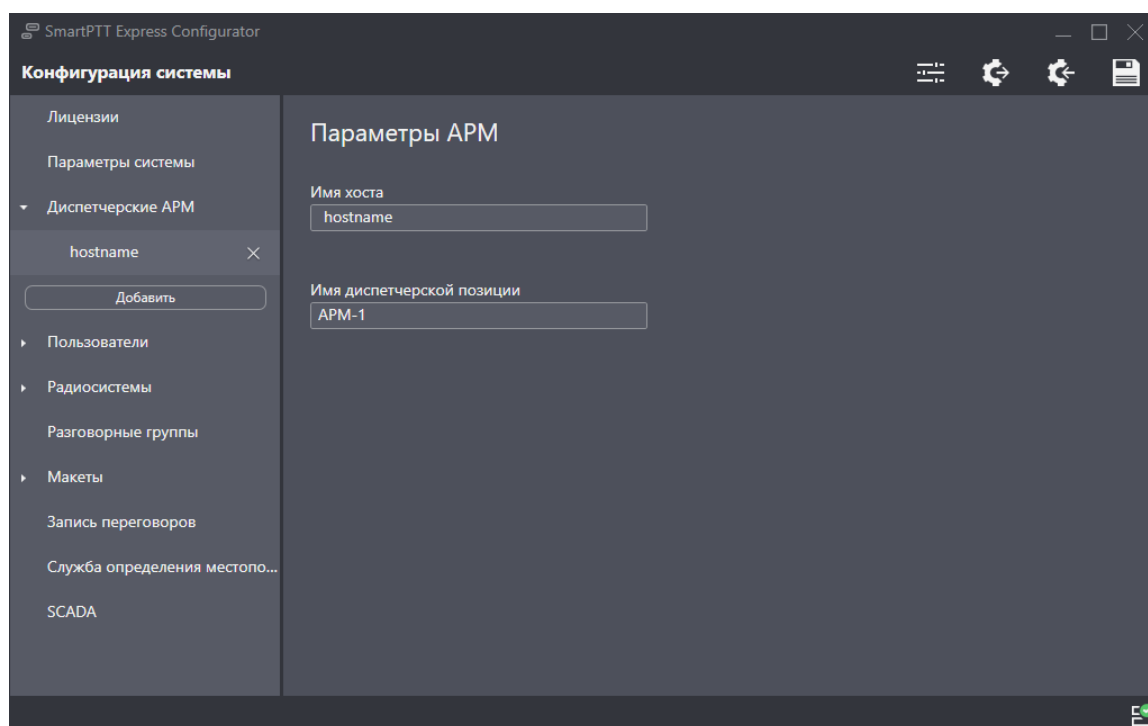 SmartPTT Express Configurator
Конфигурация системы
Лицензии
Параметры системы
Диспетчерские АРМ
hostname
Добавить
Пользователи
Радиосистемы
Разговорные группы
Макеты
Запись переговоров
Служба определения местопо...
SCADA
Параметры АРМ
Имя хоста
hostname
Имя диспетчерской позиции
АРМ-1